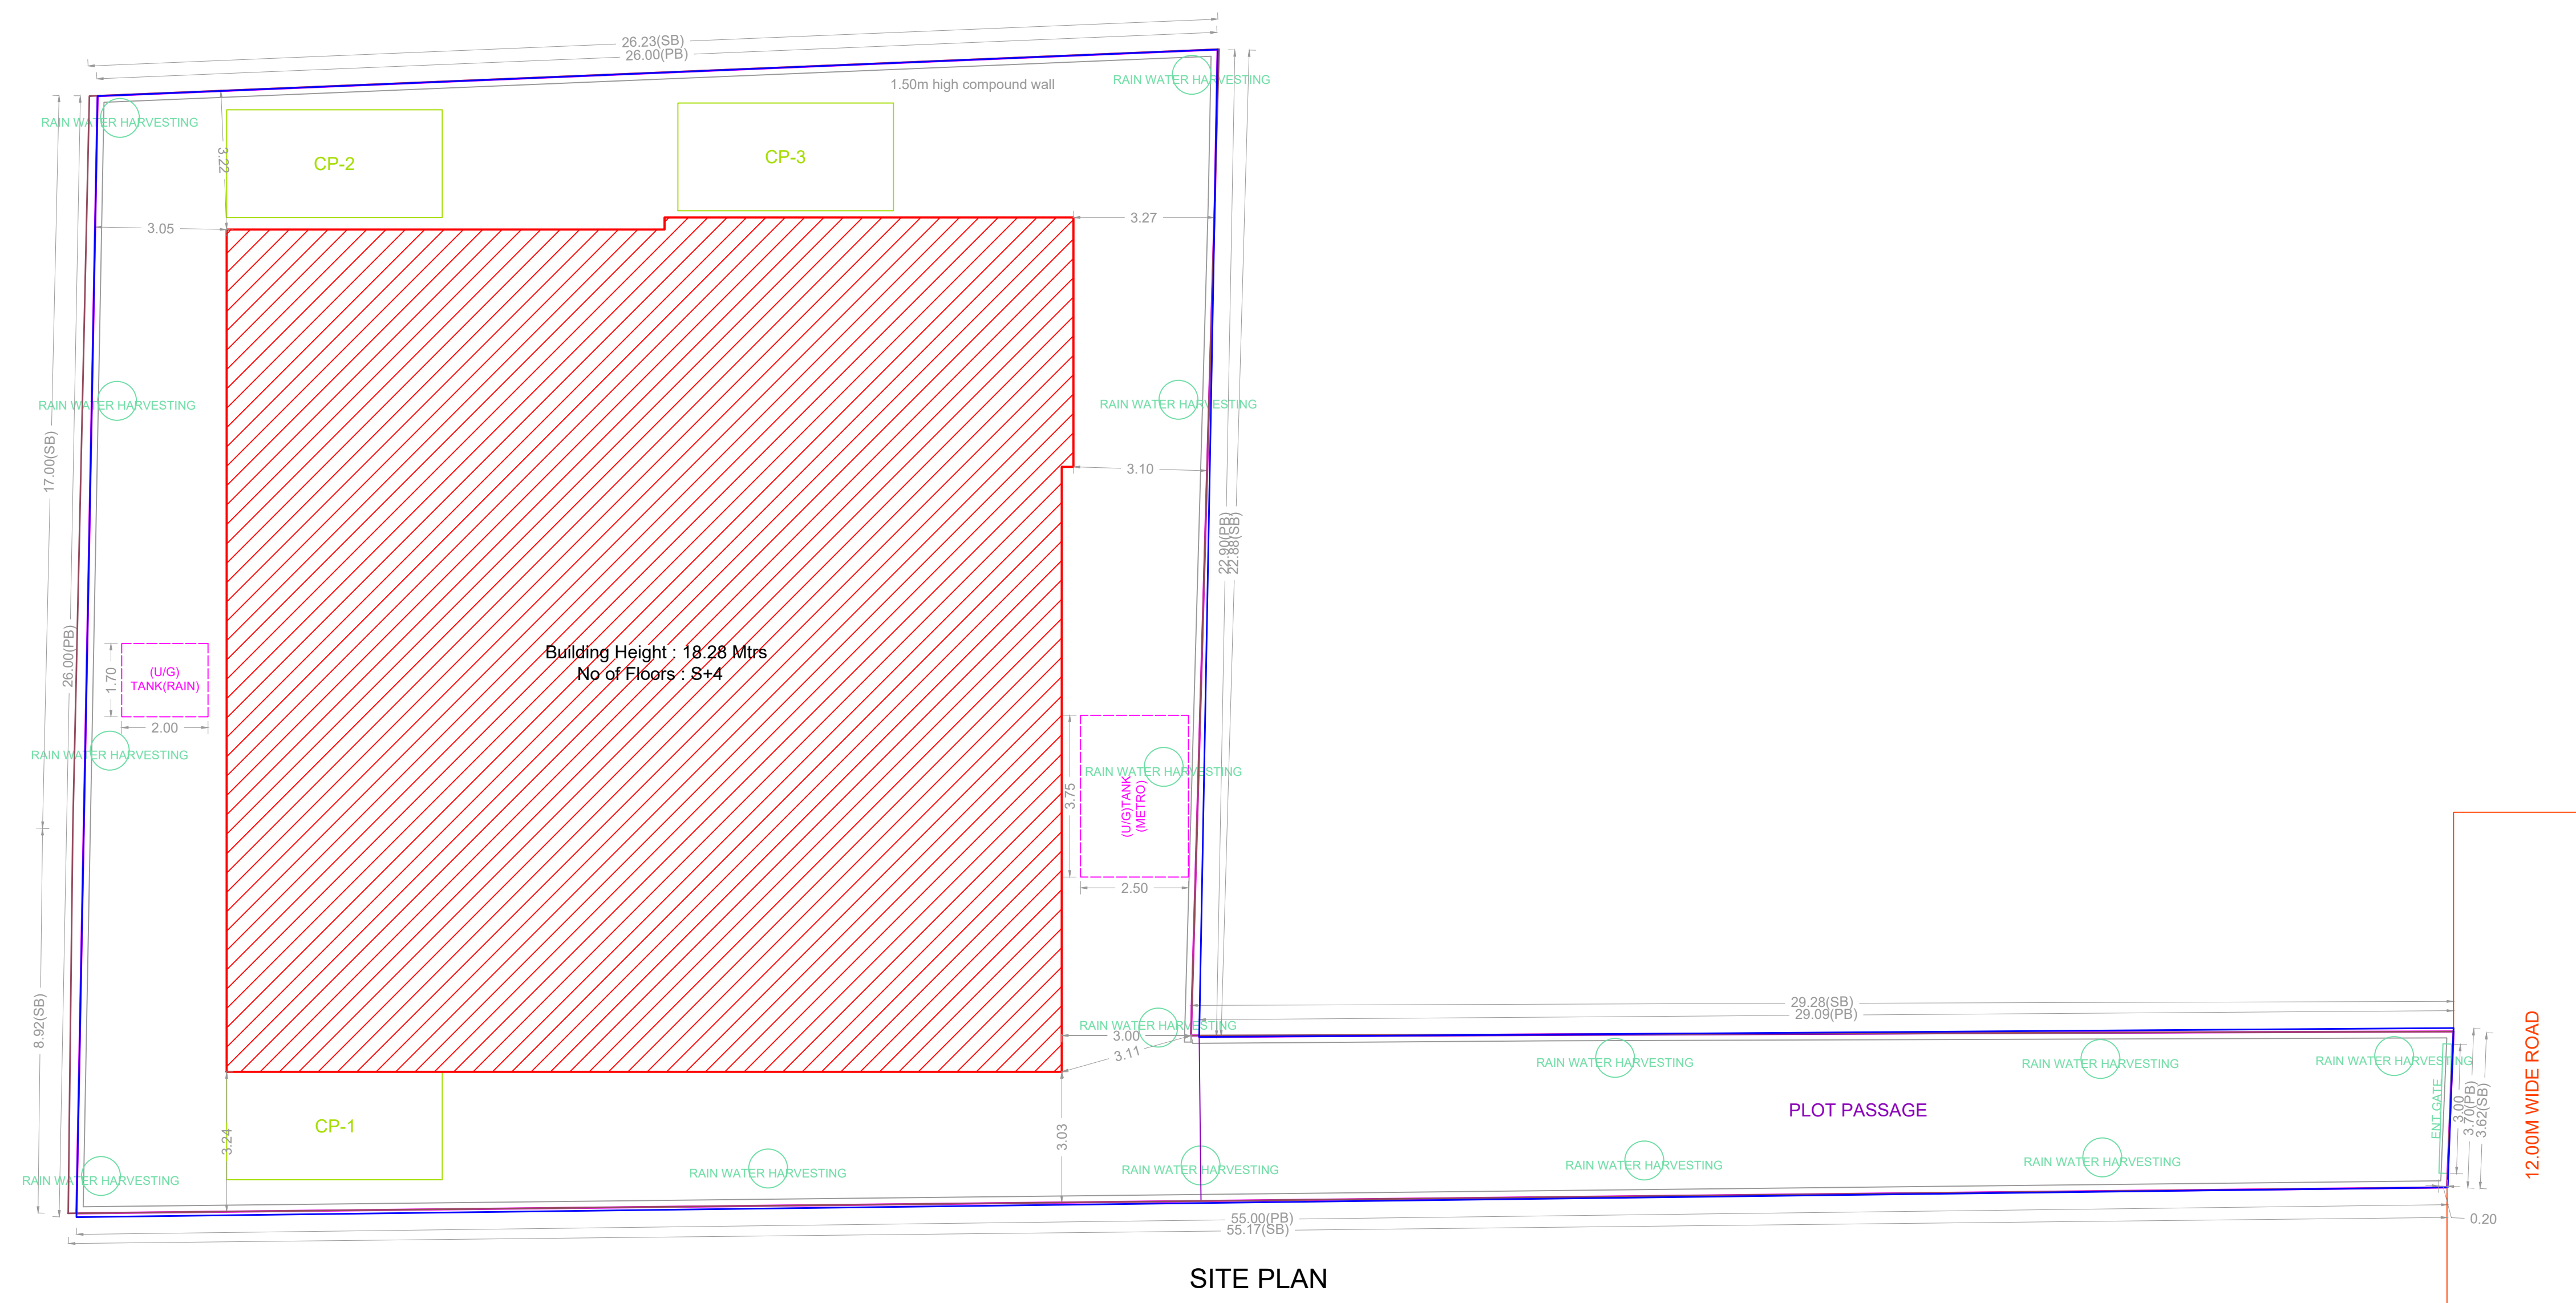 26.23(SB)
26.00(PB)
1.50m high compound wall
RAIN WATER HARVESTING
RAIN WATER HARVESTING
CP-2
CP-3
3.22
3.05
3.27
RAIN WATER HARVESTING
RAIN WATER HARVESTING
17.00(SB)
3.10
22.90(PB)
22.88(SB)
26.00(PB)
Building Height : 18.28 Mtrs
No of Floors : S+4
(U/G)
TANK(RAIN)
1.70
2.00
RAIN WATER HARVESTING
RAIN WATER HARVESTING
3.75
(U/G)TANK
(METRO)
2.50
8.92(SB)
29.28(SB)
29.09(PB)
RAIN WATER HARVESTING
3.00
3.11
RAIN WATER HARVESTING
RAIN WATER HARVESTING
RAIN WATER HARVESTING
PLOT PASSAGE
ENT.GATE
3.00
3.70(PB)
3.62(SB)
12.00M WIDE ROAD
CP-1
3.24
3.03
RAIN WATER HARVESTING
RAIN WATER HARVESTING
RAIN WATER HARVESTING
RAIN WATER HARVESTING
RAIN WATER HARVESTING
55.00(PB)
55.17(SB)
0.20
SITE PLAN